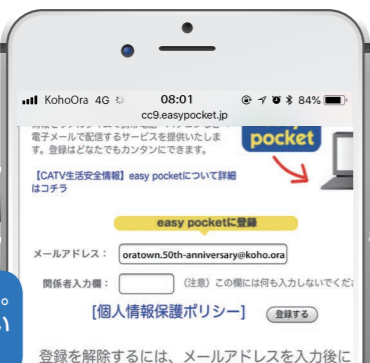 KohoOra 4G 08:01 84%
cc9.easypocket.jp
電子メールで配信するサービスを提供いたしま
す。登録はどなたでもカンタンにできます。
easy
pocket
【CATV生活安全情報】easy pocketについて詳細
はコチラ
easy pocketに登録
メールアドレス： oratown.50th-anniversary@koho.ora
関係者入力欄： （注意）この欄には何も入力しないでくだ
[個人情報保護ポリシー] 登録する
。
い
登録を解除するには、メールアドレスを入力後に